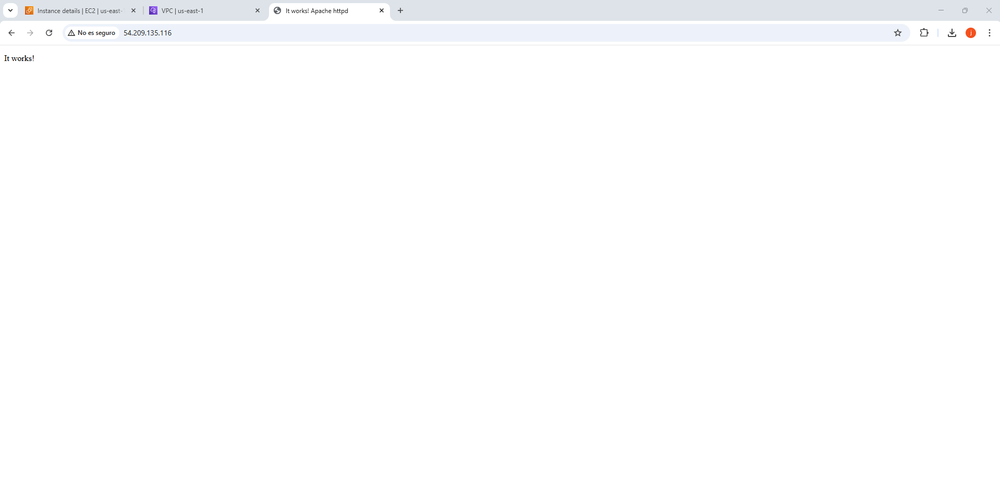 Instance details | EC2 | us-east-
VPC | us-east-1
It works! Apache httpd
No es seguro
54.209.135.116
j
It works!